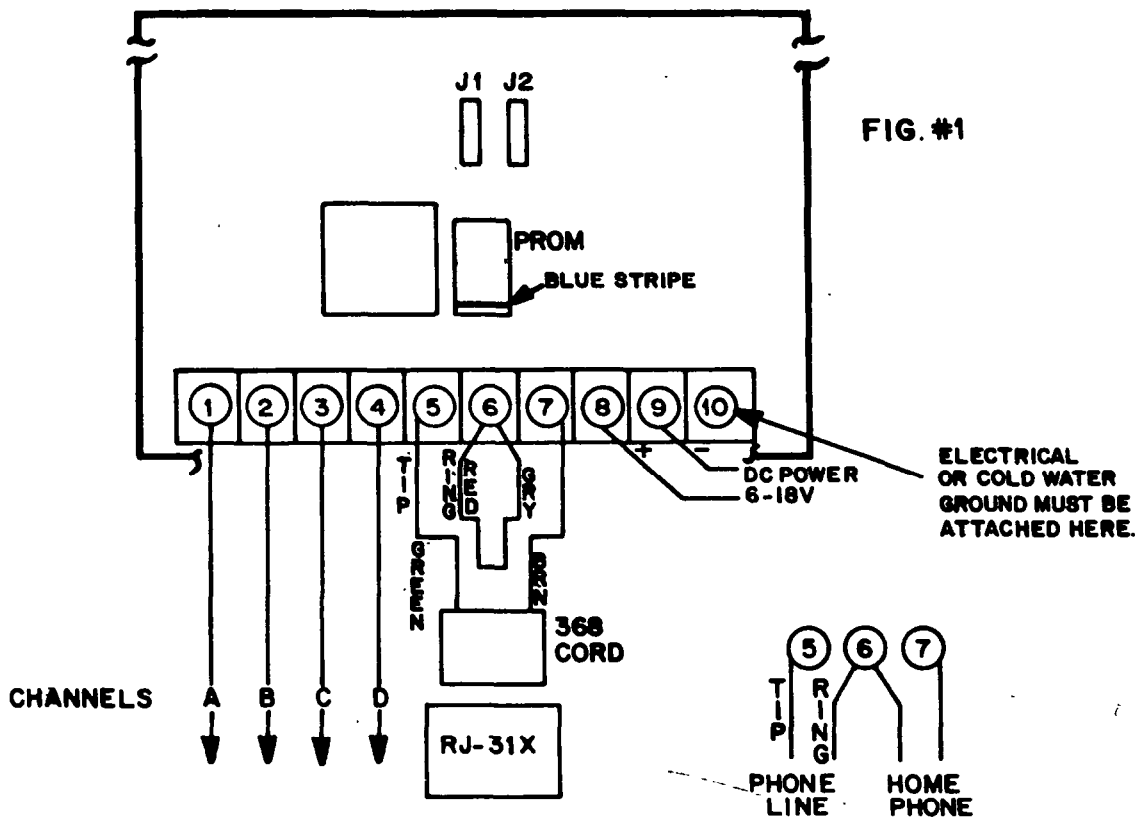 J1 J2
FIG. #1
PROM
BLUE STRIPE
1 2 3 4 5 6 7 8 9 10
+ -
TIP
RING
RED
GRY
DC POWER
6-18V
ELECTRICAL
OR COLD WATER
GROUND MUST BE
ATTACHED HERE.
GREEN
BRN
368
CORD
5 6 7
CHANNELS A B C D
TIP
RING
RJ-31X
PHONE
LINE
HOME
PHONE